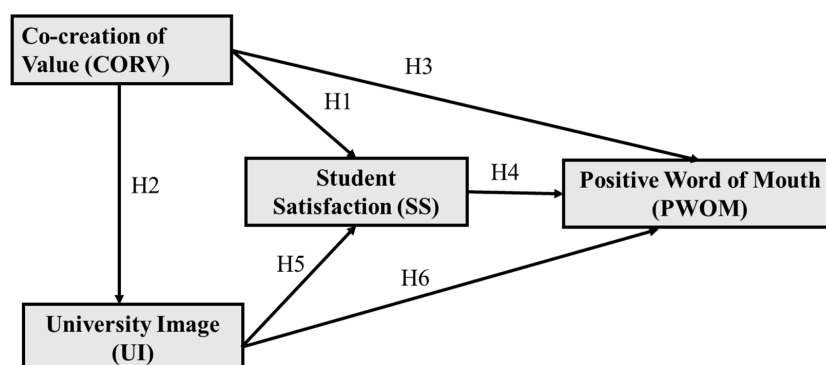 Co-creation of
Value (CORV)
H3
H1
H2
Student
Satisfaction (SS)
H4
Positive Word of Mouth
(PWOM)
H5
H6
University Image
(UI)